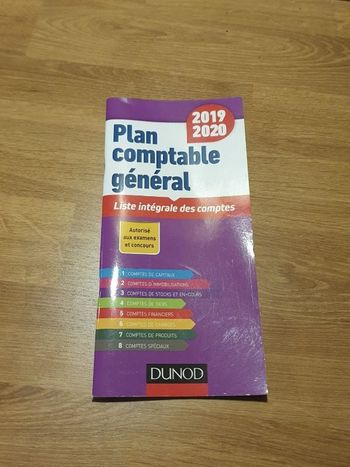 2019
2020
Plan
comptable
général
Liste intégrale des comptes
Autorisé
aux examens
et concours
1 COMPTES DE CAPITAUX
2 COMPTES D'IMMOBILISATIONS
3 COMPTES DE STOCKS ET EN-COURS
4 COMPTES DE TIERS
5 COMPTES FINANCIERS
6 COMPTES DE CHARGES
7 COMPTES DE PRODUITS
8 COMPTES SPÉCIAUX
DUNOD